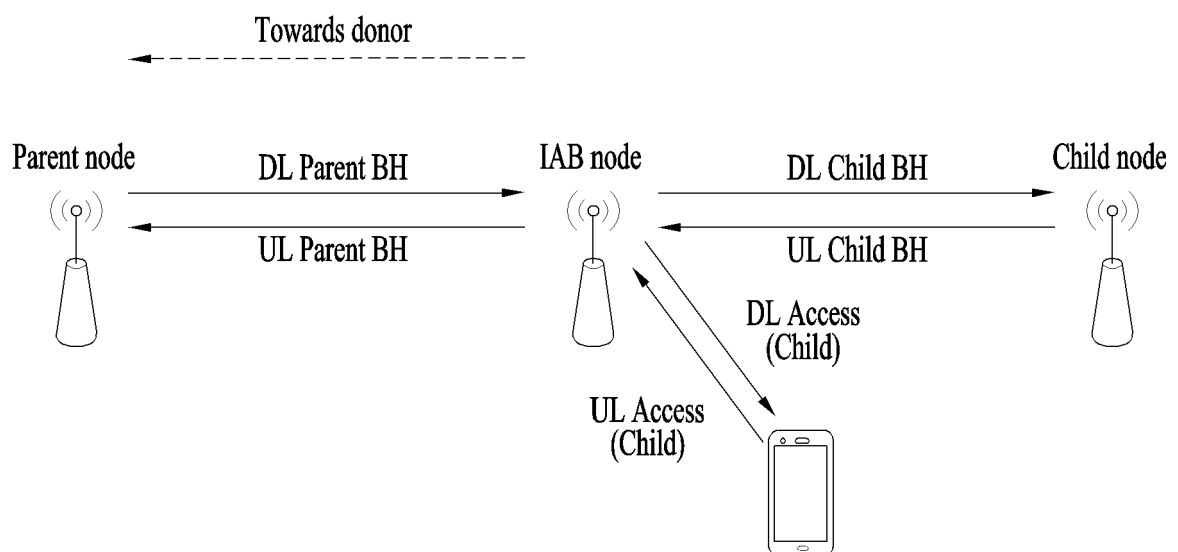 Towards donor
Parent node
IAB node
Child node
DL Parent BH
DL Child BH
UL Parent BH
UL Child BH
DL Access
(Child)
UL Access
(Child)